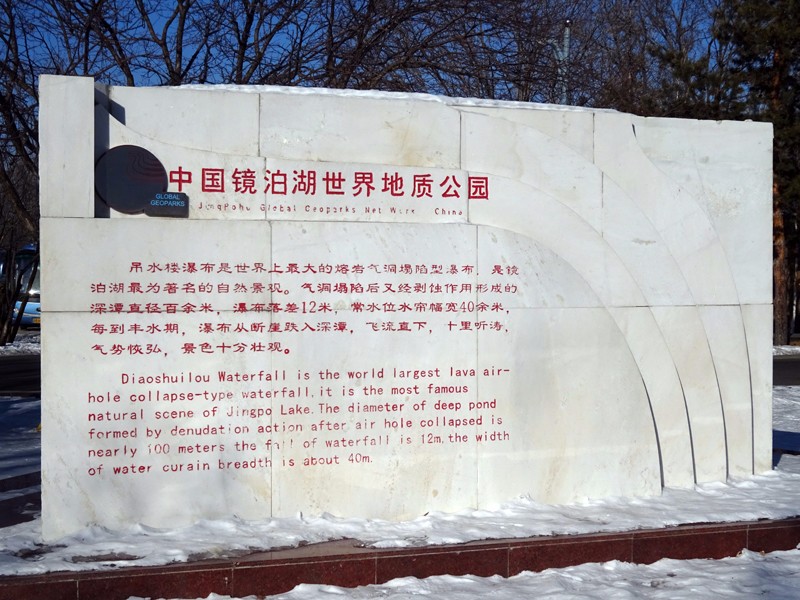 中国镜泊湖世界地质公园
GLOBAL
GEOPARKS
JingPohu Global Geoparks Net Work China
吊水楼瀑布是世界上最大的熔岩气洞塌陷型瀑布，是镜
泊湖最为著名的自然景观。气洞塌陷后又经剥蚀作用形成的
深潭直径百余米，瀑布落差12米，常水位水帘幅宽40余米，
每到丰水期，瀑布从断崖跌入深潭，飞流直下，十里听涛，
气势恢弘，景色十分壮观。
Diaoshuilou Waterfall is the world largest lava air-
hole collapse-type waterfall, it is the most famous
natural scene of Jingpo Lake. The diameter of deep pond
formed by denudation action after air hole collapsed is
nearly 100 meters the fall of waterfall is 12m, the width
of water curain breadth is about 40m.